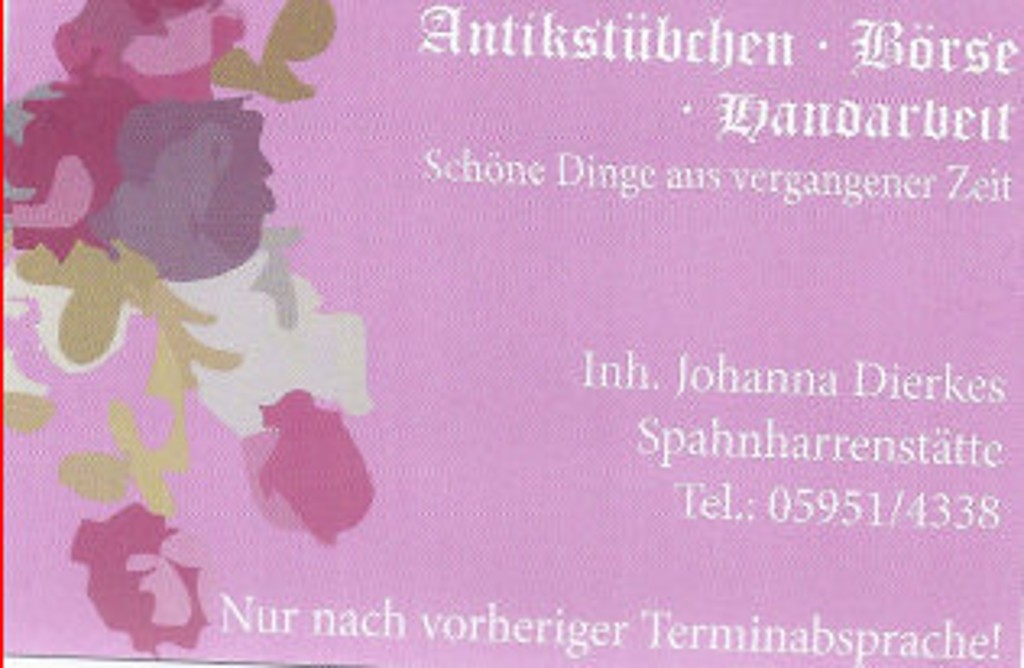 Antikstübchen · Börse
· Handarbeit
Schöne Dinge aus vergangener Zeit
Inh. Johanna Dierkes
Spahnharrenstätte
Tel.: 05951/4338
Nur nach vorheriger Terminabsprache!